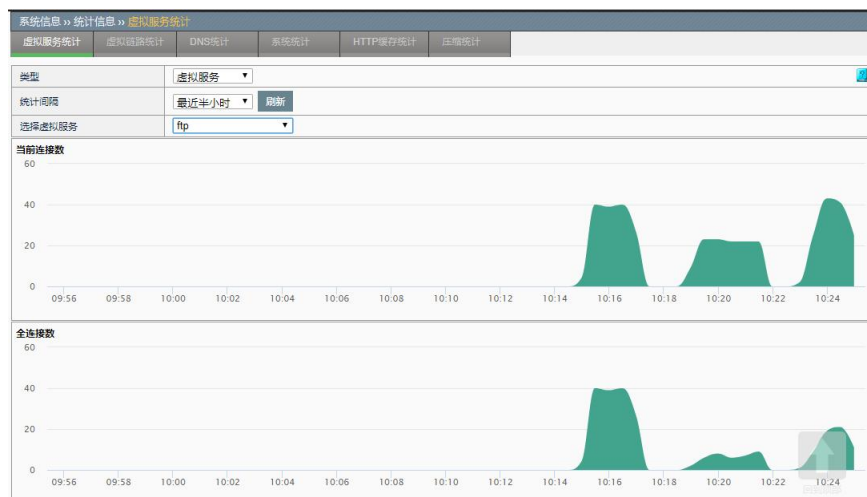 系统信息 » 统计信息 » 虚拟服务统计
虚拟服务统计 虚拟链路统计 DNS统计 系统统计 HTTP缓存统计 压缩统计
类型 虚拟服务
统计间隔 最近半小时 刷新
选择虚拟服务 ftp
当前连接数
60
40
20
0
09:56 09:58 10:00 10:02 10:04 10:06 10:08 10:10 10:12 10:14 10:16 10:18 10:20 10:22 10:24
全连接数
60
40
20
0
09:56 09:58 10:00 10:02 10:04 10:06 10:08 10:10 10:12 10:14 10:16 10:18 10:20 10:22 10:24